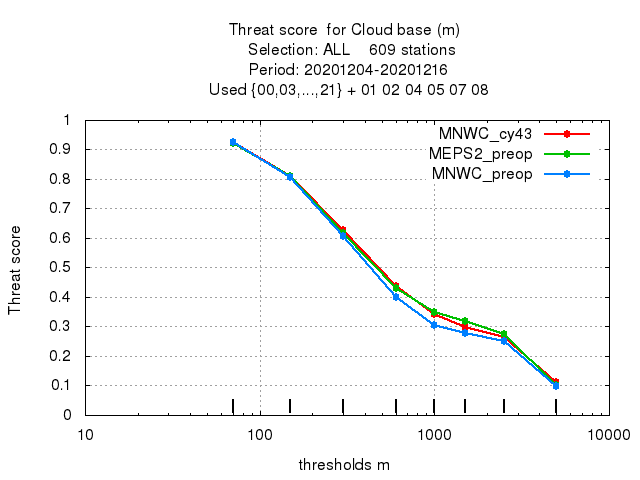 Threat score  for Cloud base (m)
Selection: ALL    609 stations
Period: 20201204-20201216
Used {00,03,...,21} + 01 02 04 05 07 08
MNWC_cy43
MEPS2_preop
MNWC_preop
Threat score
1
0.9
0.8
0.7
0.6
0.5
0.4
0.3
0.2
0.1
0
10
100
1000
10000
thresholds m